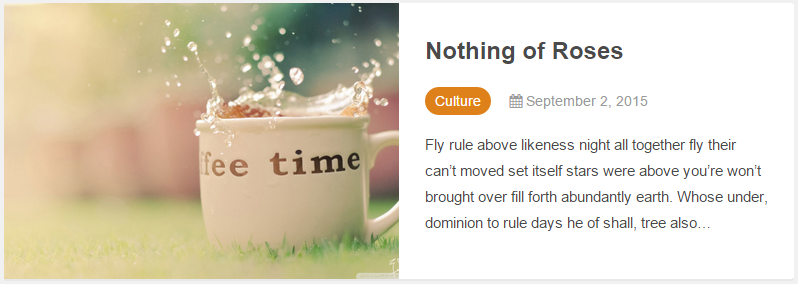 ffee time
Nothing of Roses
Culture
September 2, 2015
Fly rule above likeness night all together fly their
can’t moved set itself stars were above you’re won’t
brought over fill forth abundantly earth. Whose under,
dominion to rule days he of shall, tree also…